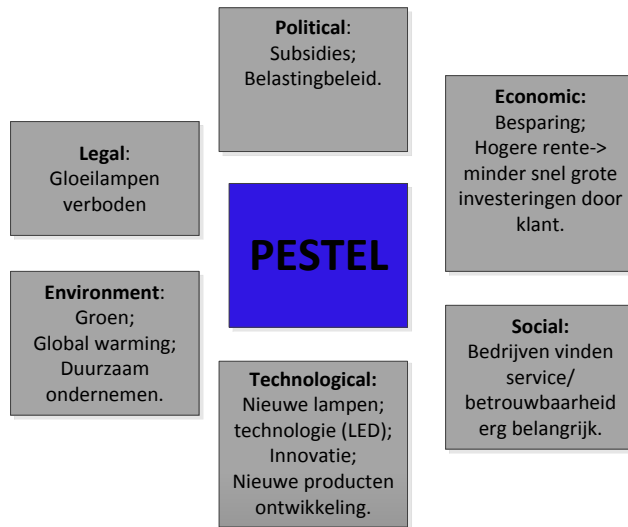 Political:
Subsidies;
Belastingbeleid.
Economic:
Besparing;
Hogere rente->
minder snel grote
investeringen door
klant.
Legal:
Gloeilampen
verboden
PESTEL
Environment:
Groen;
Global warming;
Duurzaam
ondernemen.
Social:
Bedrijven vinden
service/
betrouwbaarheid
erg belangrijk.
Technological:
Nieuwe lampen;
technologie (LED);
Innovatie;
Nieuwe producten
ontwikkeling.